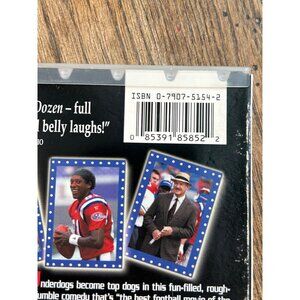 ISBN 0-7907-5154-2
Dozen – full
belly laughs!"
0 85391 85852 2
nderdogs become top dogs in this fun-filled, rough-
umble comedy that's "the best football movie of the